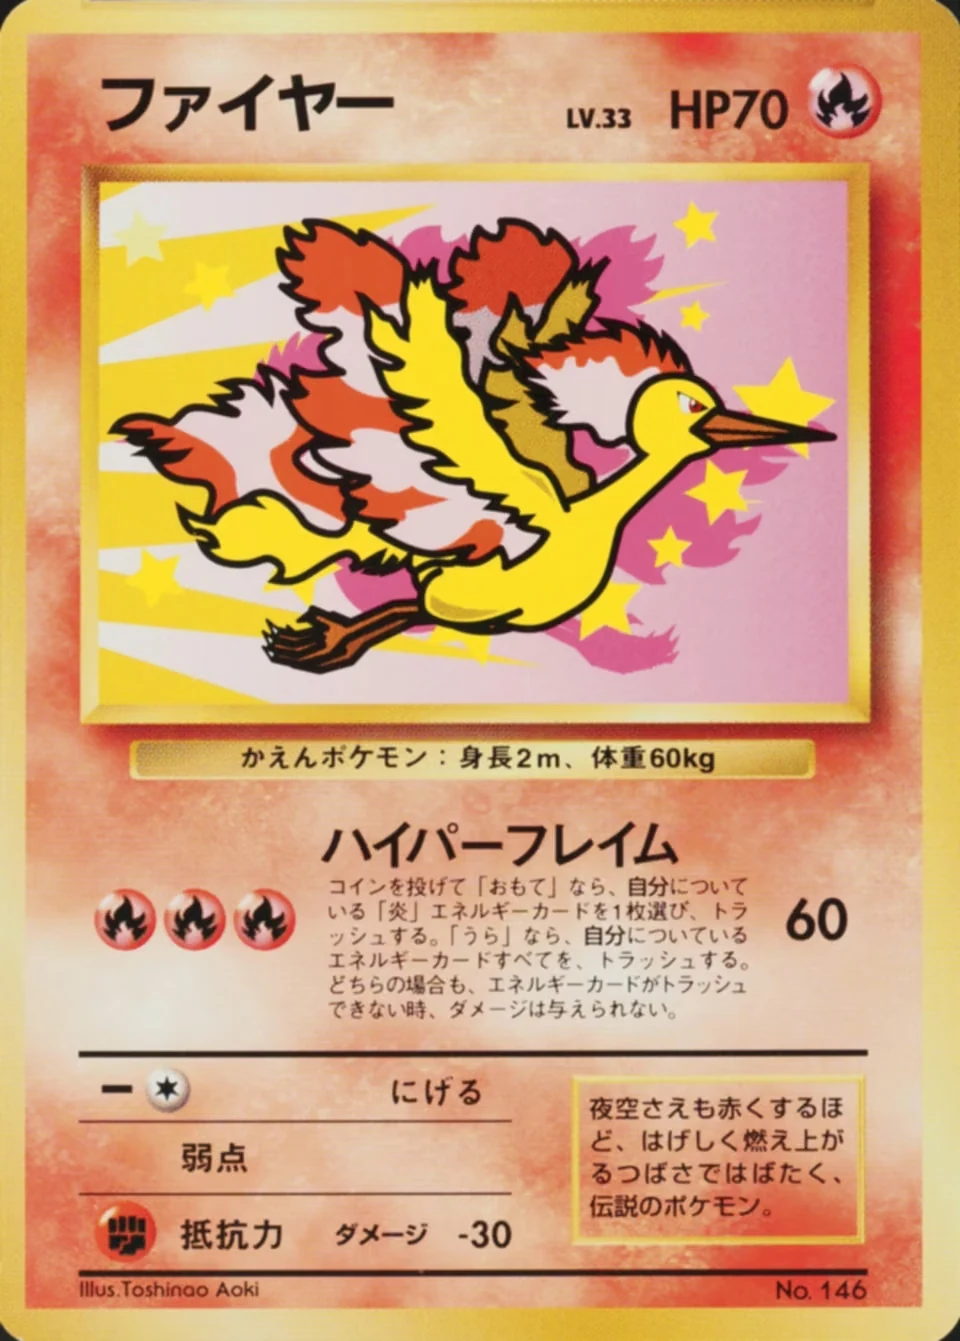 ファイヤー
LV.33 HP70
かえんポケモン：身長2m、体重60kg
ハイパーフレイム
コインを投げて「おもて」なら、自分について
いる「炎」エネルギーカードを1枚選び、トラ
ッシュする。「うら」なら、自分についている
エネルギーカードすべてを、トラッシュする。
どちらの場合も、エネルギーカードがトラッシュ
できない時、ダメージは与えられない。
60
にげる
弱点
抵抗力 ダメージ -30
夜空さえも赤くするほ
ど、はげしく燃え上が
るつばさではばたく、
伝説のポケモン。
Illus.Toshinao Aoki
No. 146